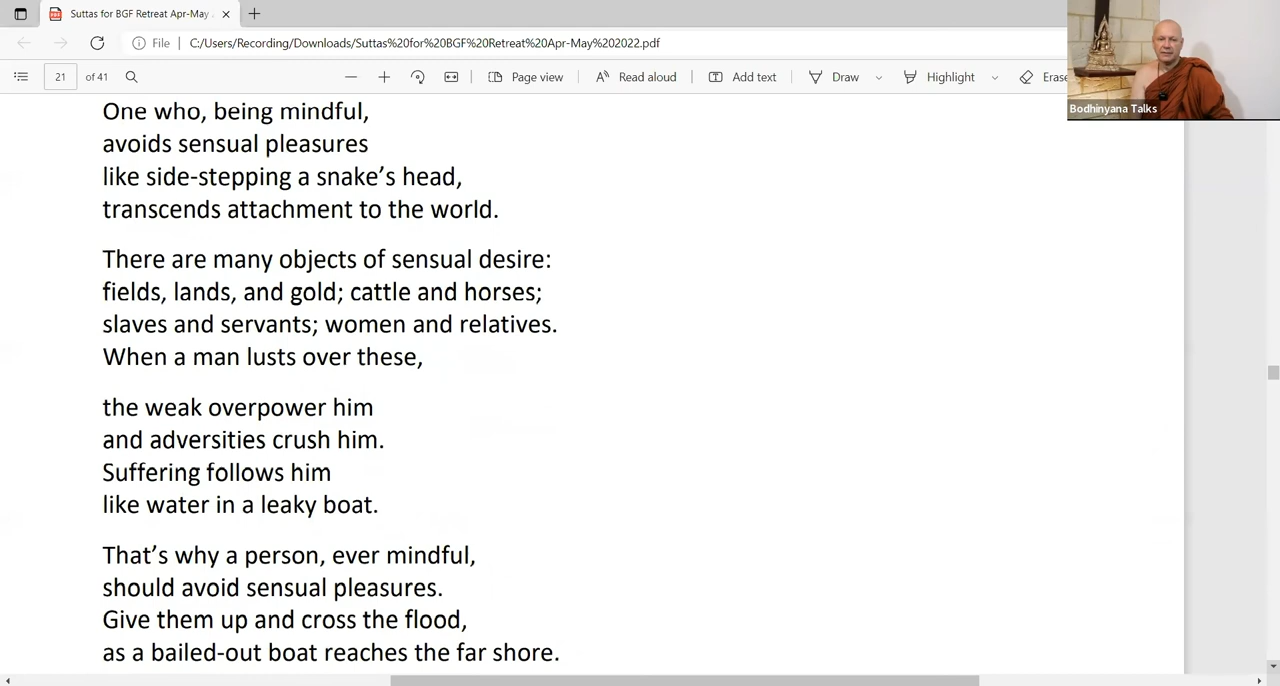 Suttas for BGF Retreat Apr-May
File
C:/Users/Recording/Downloads/Suttas%20for%20BGF%20Retreat%20Apr-May%202022.pdf
21 of 41
Page view
Read aloud
Add text
Draw
Highlight
Erase
Bodhinyana Talks
One who, being mindful,
avoids sensual pleasures
like side-stepping a snake’s head,
transcends attachment to the world.
There are many objects of sensual desire:
fields, lands, and gold; cattle and horses;
slaves and servants; women and relatives.
When a man lusts over these,
the weak overpower him
and adversities crush him.
Suffering follows him
like water in a leaky boat.
That’s why a person, ever mindful,
should avoid sensual pleasures.
Give them up and cross the flood,
as a bailed-out boat reaches the far shore.